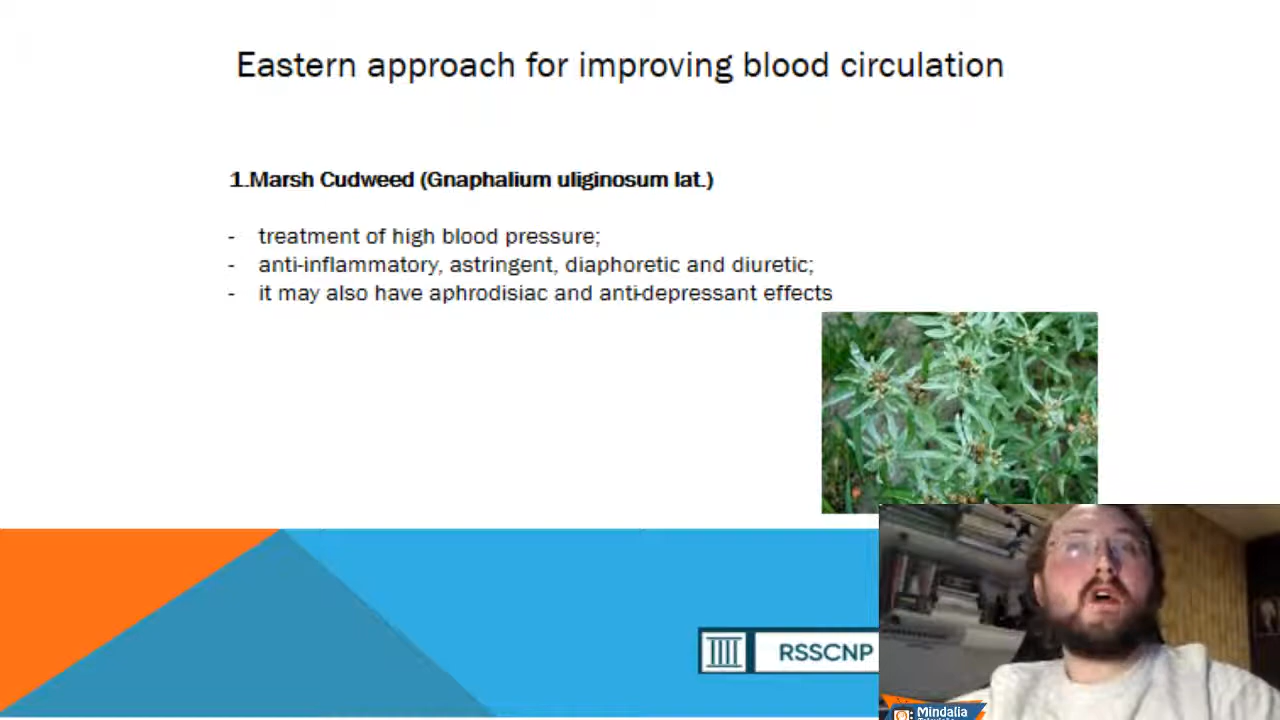 Eastern approach for improving blood circulation
1.Marsh Cudweed (Gnaphalium uliginosum lat.)
- treatment of high blood pressure;
- anti-inflammatory, astringent, diaphoretic and diuretic;
- it may also have aphrodisiac and anti-depressant effects
RSSCNP
Mindalia